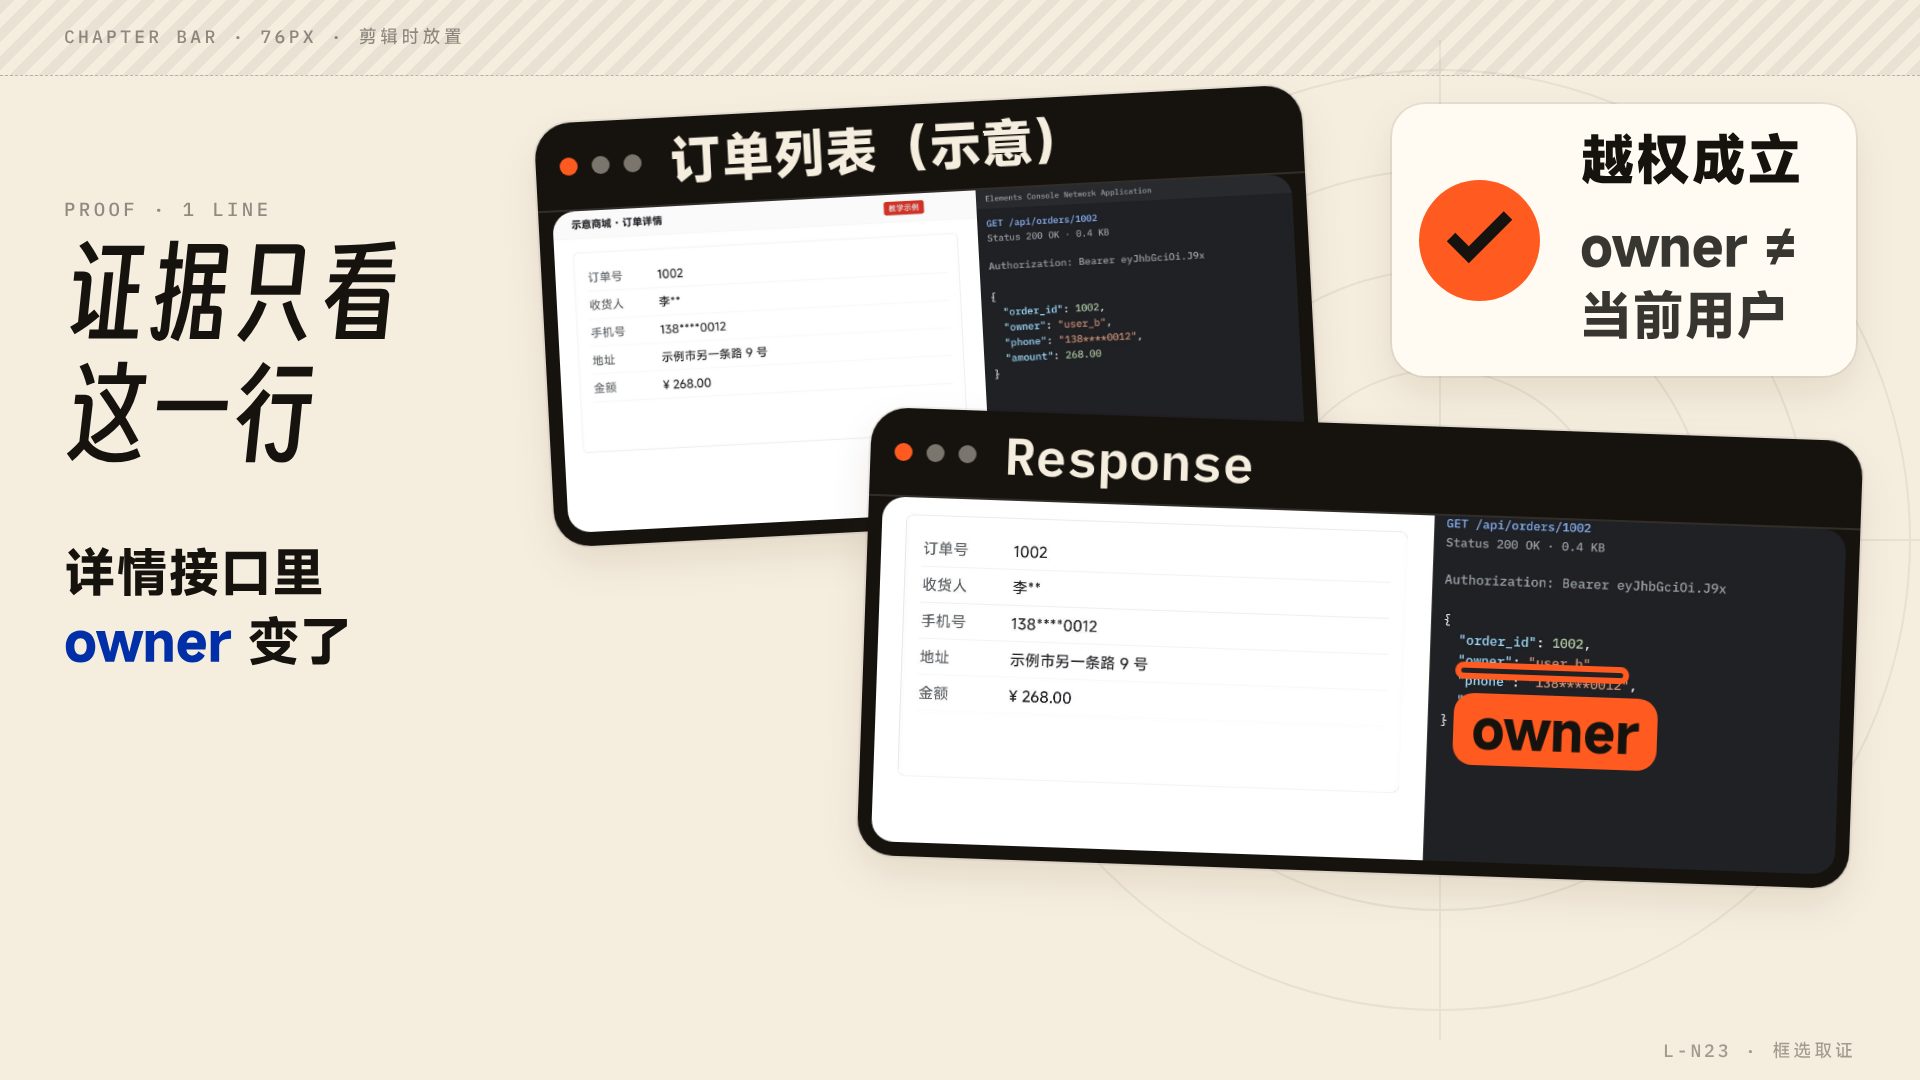 CHAPTER BAR · 76PX · 剪辑时放置
PROOF · 1 LINE
证据只看
这一行
详情接口里
owner 变了
订单列表（示意）
示意商城 · 订单详情
教学示例
订单号 1002
收货人 李**
手机号 138****0012
地址 示例市另一条路 9 号
金额 ¥ 268.00
Elements Console Network Application
GET /api/orders/1002
Status 200 OK · 0.4 KB
Authorization: Bearer eyJhbGciOi.J9x
{
"order_id": 1002,
"owner": "user_b",
"phone": "138****0012",
"amount": 268.00
}
越权成立
owner ≠
当前用户
Response
订单号 1002
收货人 李**
手机号 138****0012
地址 示例市另一条路 9 号
金额 ¥ 268.00
GET /api/orders/1002
Status 200 OK · 0.4 KB
Authorization: Bearer eyJhbGciOi.J9x
{
"order_id": 1002,
"owner": "user_b"
"phone": "138****0012",
}
owner
L-N23 · 框选取证